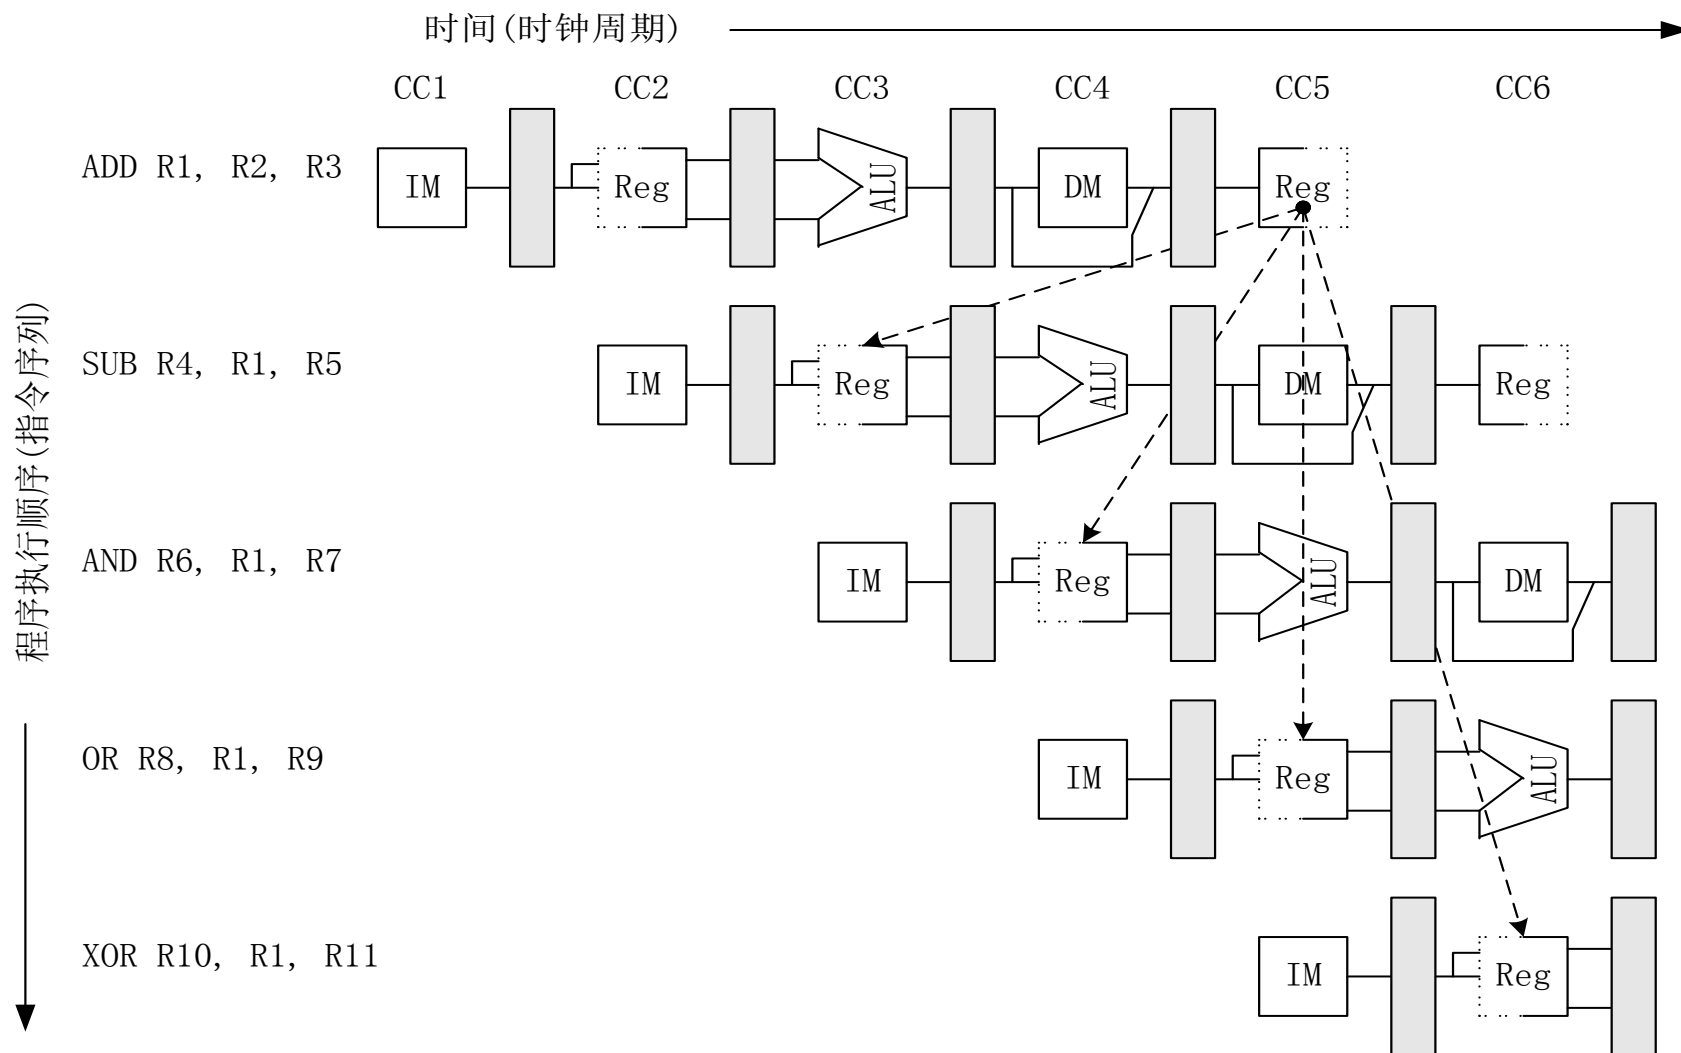 时间(时钟周期)
CC1 CC2 CC3 CC4 CC5 CC6
ADD R1, R2, R3 IM Reg ALU DM Reg
SUB R4, R1, R5 IM Reg ALU DM Reg
AND R6, R1, R7 IM Reg ALU DM
OR R8, R1, R9 IM Reg ALU
XOR R10, R1, R11 IM Reg
程序执行顺序(指令序列)